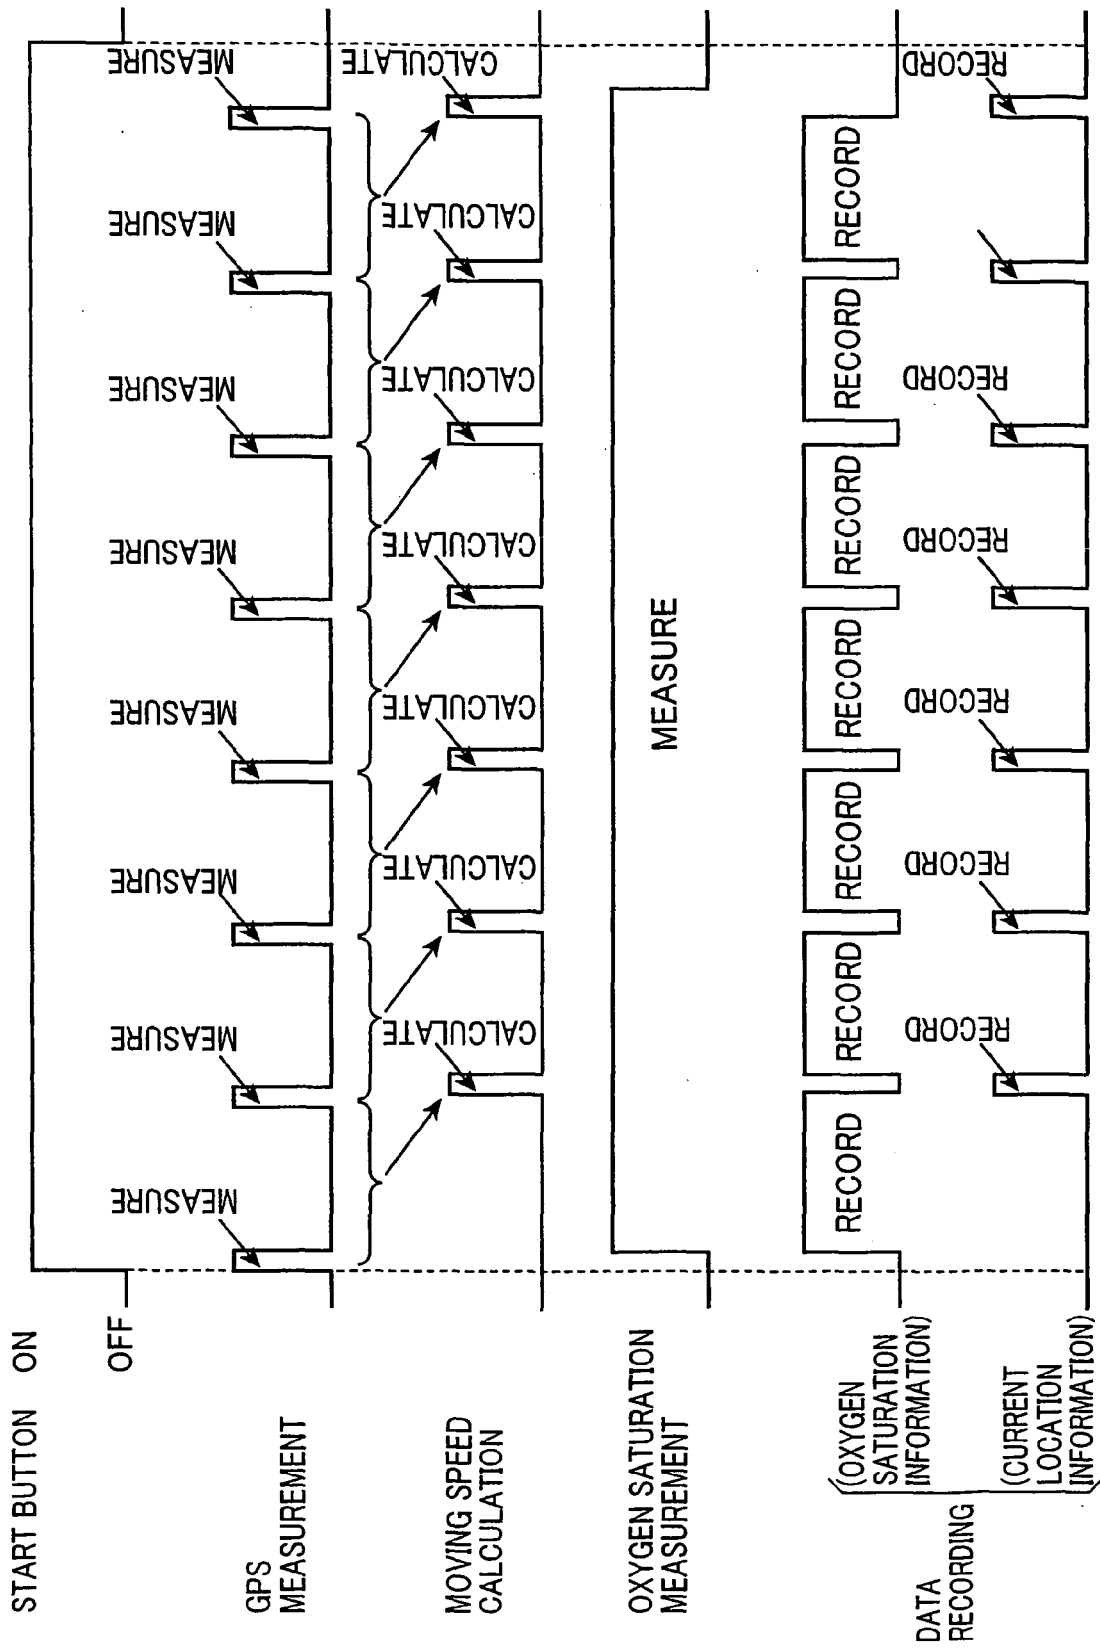 START BUTTON ON
OFF
GPS
MEASUREMENT
MEASURE
MEASURE
MEASURE
MEASURE
MEASURE
MEASURE
MEASURE
MEASURE
MOVING SPEED
CALCULATION
CALCULATE
CALCULATE
CALCULATE
CALCULATE
CALCULATE
CALCULATE
CALCULATE
OXYGEN SATURATION
MEASUREMENT
MEASURE
DATA
RECORDING
(OXYGEN
SATURATION
INFORMATION)
RECORD
RECORD
RECORD
RECORD
RECORD
RECORD
RECORD
(CURRENT
LOCATION
INFORMATION)
RECORD
RECORD
RECORD
RECORD
RECORD
RECORD